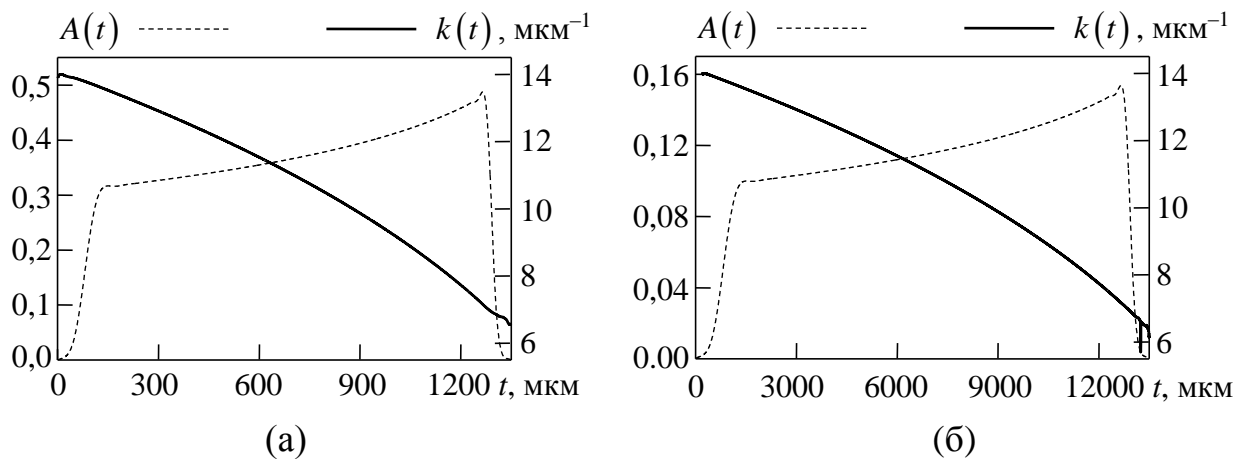 A(t) k(t), мкм⁻¹ A(t) k(t), мкм⁻¹
0,5 14 0,16 14
0,4 12 0,12 12
0,3 10 0,08 10
0,2 8 0,04 8
0,1
0,0 6 0.00 6
0 300 600 900 1200 t, мкм 0 3000 6000 9000 12000 t, мкм
(а) (б)